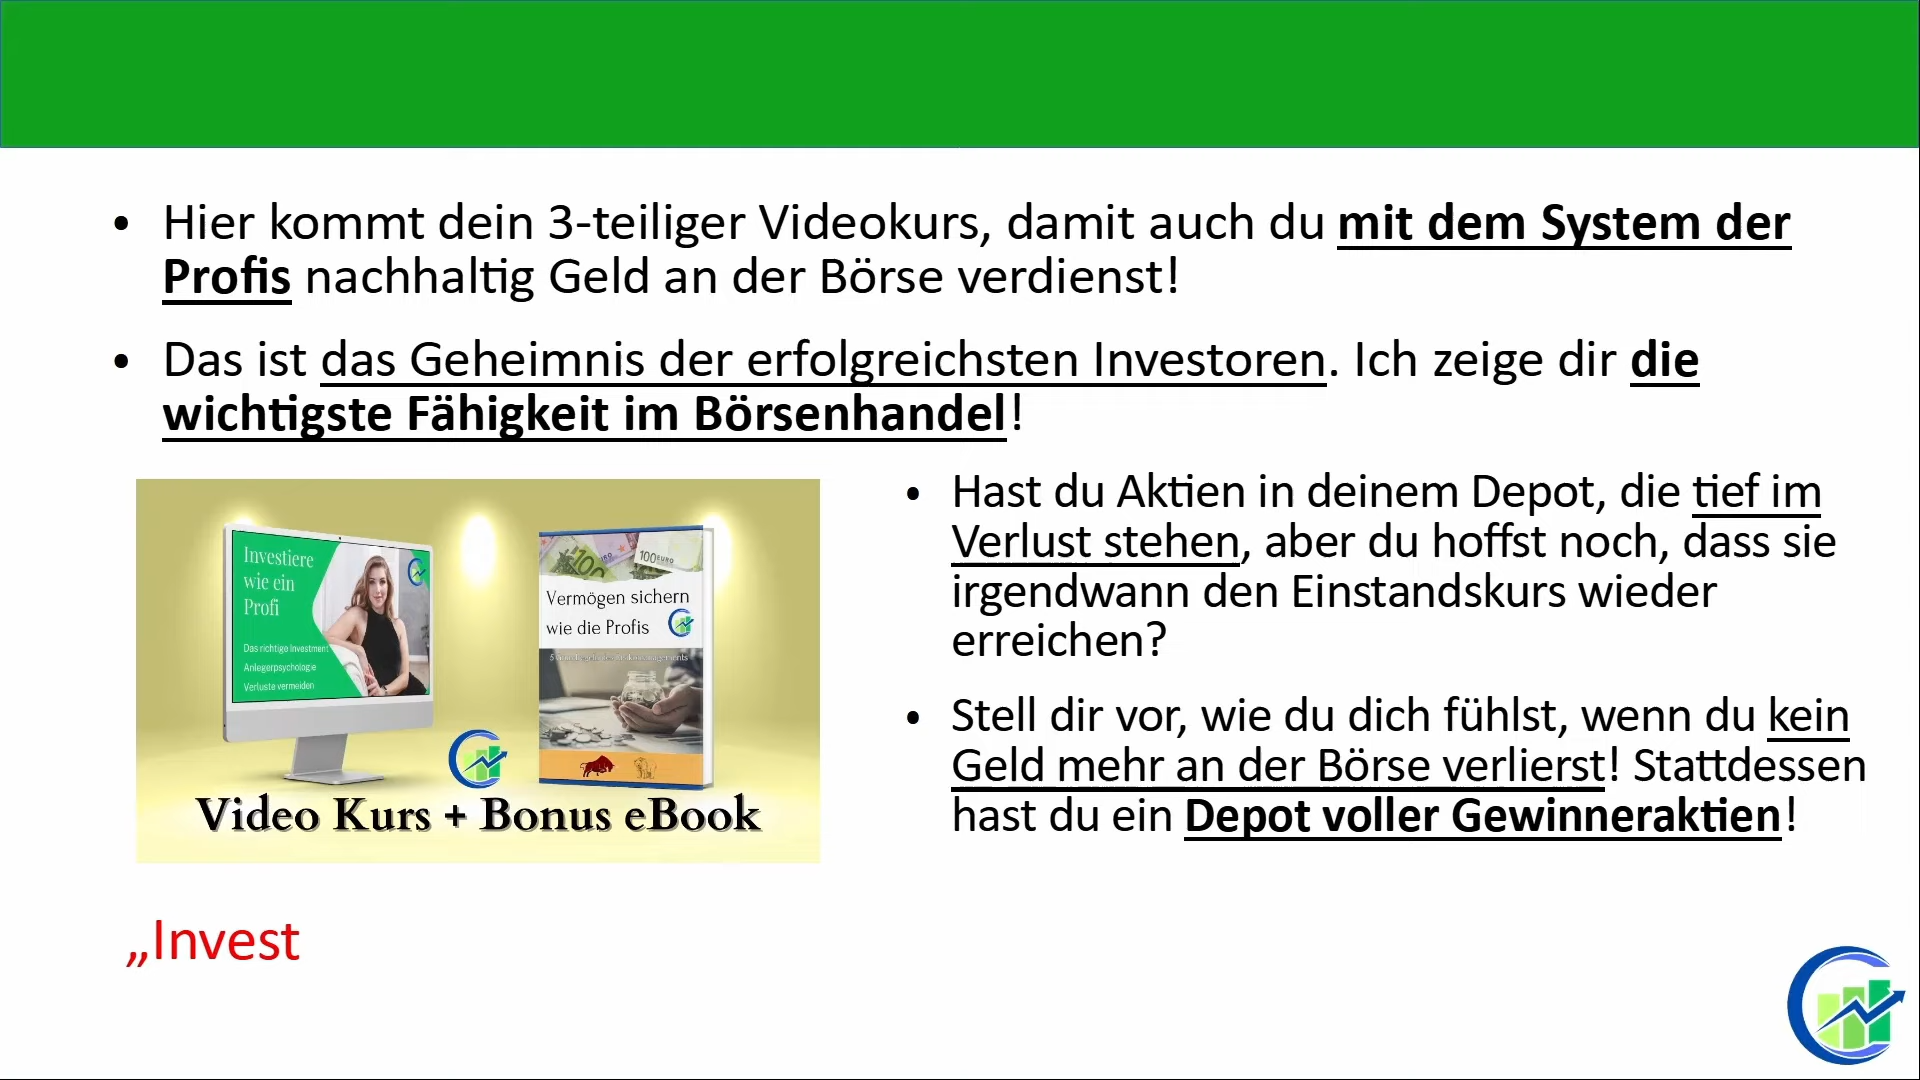 • Hier kommt dein 3-teiliger Videokurs, damit auch du mit dem System der
Profis nachhaltig Geld an der Börse verdienst!
• Das ist das Geheimnis der erfolgreichsten Investoren. Ich zeige dir die
wichtigste Fähigkeit im Börsenhandel!
Investiere
wie ein
Profi
Das richtige Investment
Anlegerpsychologie
Verluste vermeiden
100
100 EURO
Vermögen sichern
wie die Profis
Video Kurs + Bonus eBook
• Hast du Aktien in deinem Depot, die tief im
Verlust stehen, aber du hoffst noch, dass sie
irgendwann den Einstandskurs wieder
erreichen?
• Stell dir vor, wie du dich fühlst, wenn du kein
Geld mehr an der Börse verlierst! Stattdessen
hast du ein Depot voller Gewinneraktien!
„Invest